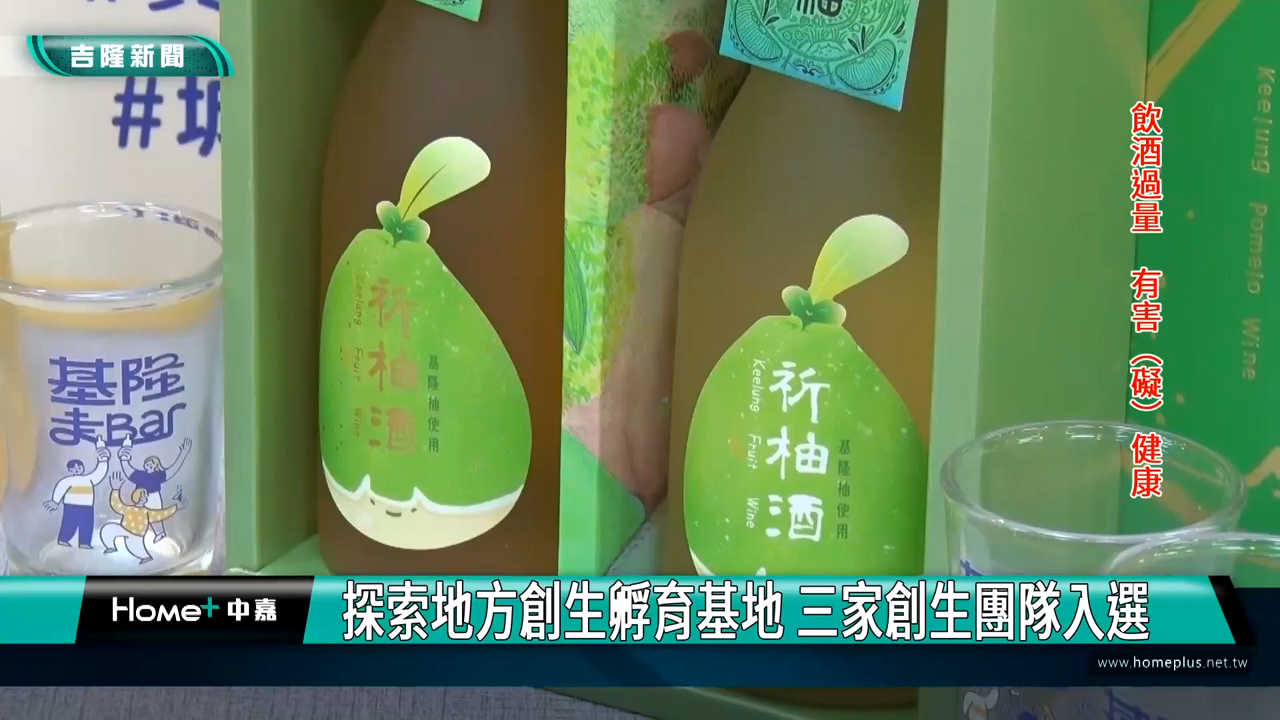 吉隆新聞
#城
飲酒過量 有害（礙）健康
Keelung Pomelo Wine
基隆
まBar
祈柚酒
Keelung Fruit Wine
基隆柚使用
祈柚酒
Keelung Fruit Wine
基隆柚使用
Home+中嘉
探索地方創生孵育基地 三家創生團隊入選
www.homeplus.net.tw